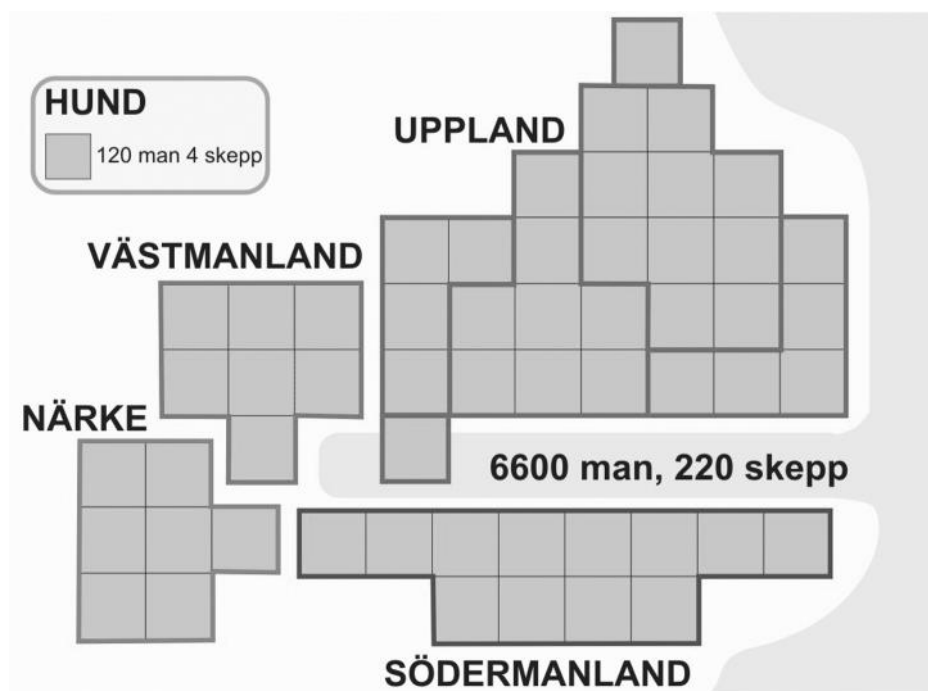 HUND
120 man 4 skepp
UPPLAND
VÄSTMANLAND
NÄRKE
6600 man, 220 skepp
SÖDERMANLAND